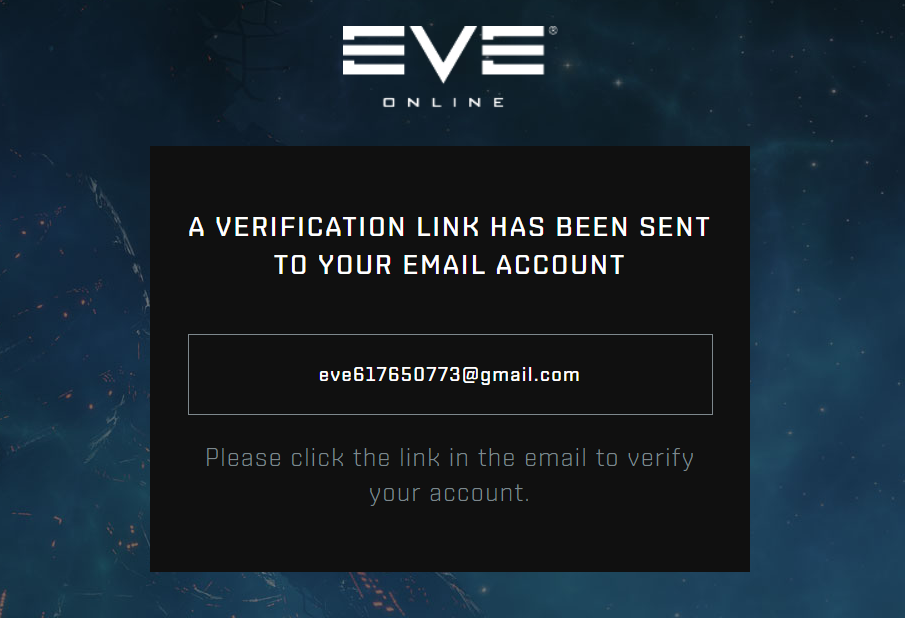 EVE®
ONLINE
A VERIFICATION LINK HAS BEEN SENT
TO YOUR EMAIL ACCOUNT
eve617650773@gmail.com
Please click the link in the email to verify
your account.